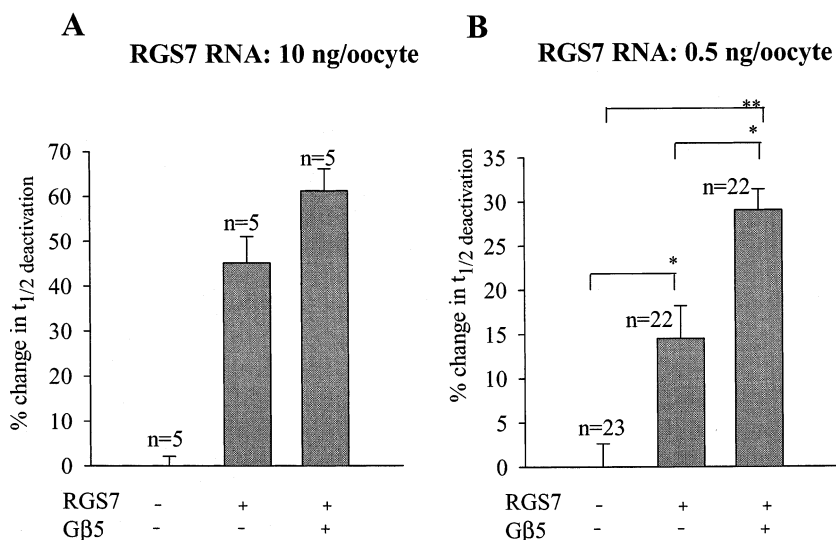 A
RGS7 RNA: 10 ng/oocyte
% change in t1/2 deactivation
70
60
50
40
30
20
10
0
n=5
n=5
n=5
RGS7 - + +
Gβ5 - - +
B
RGS7 RNA: 0.5 ng/oocyte
% change in t1/2 deactivation
35
30
25
20
15
10
5
0
**
*
*
n=23
n=22
n=22
RGS7 - + +
Gβ5 - - +